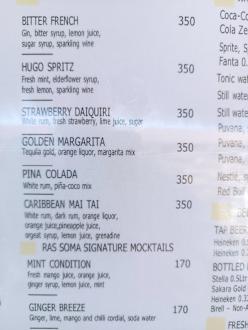 BITTER FRENCH 350
Gin, bitter syrup, lemon juice,
sugar syrup, sparkling wine
HUGO SPRITZ 350
Fresh mint, elderflower syrup,
fresh lemon, sparkling wine
STRAWBERRY DAIQUIRI 350
White rum, fresh strawberry, lime juice, sugar
GOLDEN MARGARITA 350
Tequila gold, orange liquor, margarita mix
PINA COLADA 350
White rum, piña-coco mix
CARIBBEAN MAI TAI 350
White rum, dark rum, orange liquor,
orange juice,pineapple juice,
orgeat syrup, lemon juice, grenadine
RAS SOMA SIGNATURE MOCKTAILS
MINT CONDITION 170
Fresh mango juice, orange juice,
ginger syrup, lemon juice, mint
GINGER BREEZE 170
Ginger, lime, mango and chilli cordial, soda water
Coca-Co
Cola Ze
Sprite, S
Fanta 0.
Tonic wat
Still water
Still wate
Puvana,
Puvana,
Puvana,
Nestle,
Red Bull
DE
TAP BEER
Heineken 0.
Heineken 0.
BOTTLED
Stella 0.5L
Sakara Gold
Heineken 0.3
Breil - Non-A
FRESH